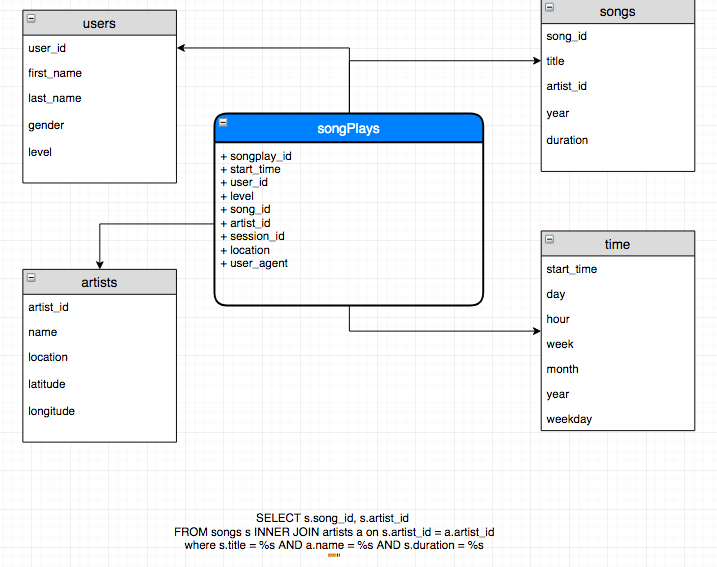 users
user_id
first_name
last_name
gender
level
songs
song_id
title
artist_id
year
duration
songPlays
+ songplay_id
+ start_time
+ user_id
+ level
+ song_id
+ artist_id
+ session_id
+ location
+ user_agent
artists
artist_id
name
location
latitude
longitude
time
start_time
day
hour
week
month
year
weekday
SELECT s.song_id, s.artist_id
FROM songs s INNER JOIN artists a on s.artist_id = a.artist_id
where s.title = %s AND a.name = %s AND s.duration = %s
"""